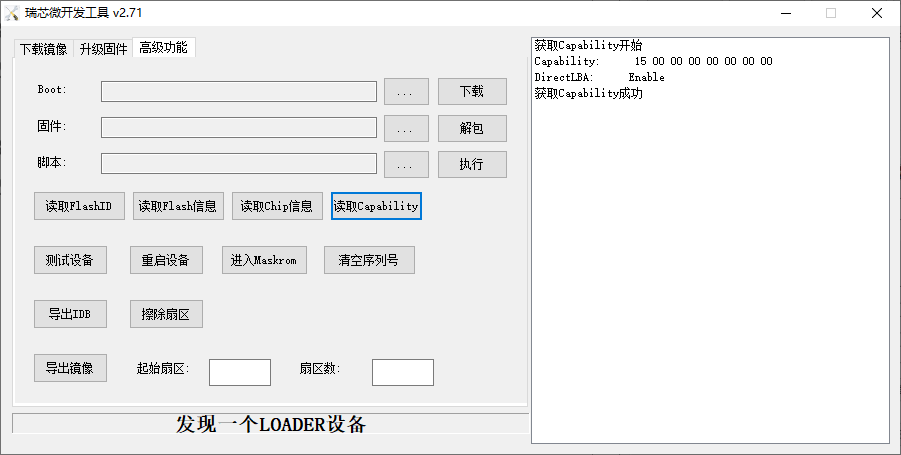 瑞芯微开发工具 v2.71
下载镜像 升级固件 高级功能
Boot: ... 下载
固件: ... 解包
脚本: ... 执行
读取FlashID 读取Flash信息 读取Chip信息 读取Capability
测试设备 重启设备 进入Maskrom 清空序列号
导出IDB 擦除扇区
导出镜像 起始扇区: 扇区数:
发现一个LOADER设备
获取Capability开始
Capability: 15 00 00 00 00 00 00 00
DirectLBA: Enable
获取Capability成功